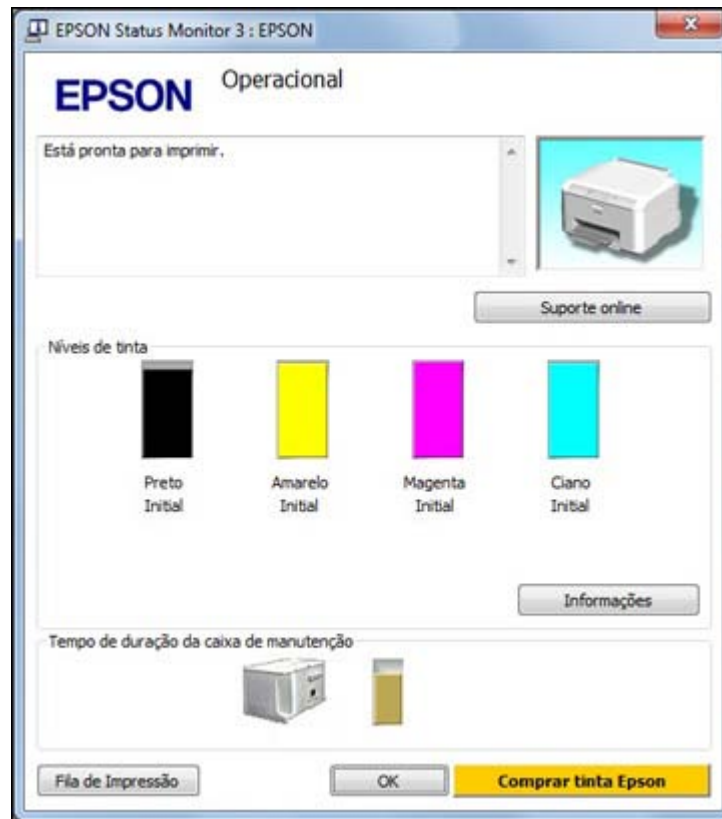 EPSON Status Monitor 3 : EPSON
EPSON
Operacional
Está pronta para imprimir.
Suporte online
Níveis de tinta
Preto Amarelo Magenta Ciano
Initial Initial Initial Initial
Informações
Tempo de duração da caixa de manutenção
Fila de Impressão OK Comprar tinta Epson